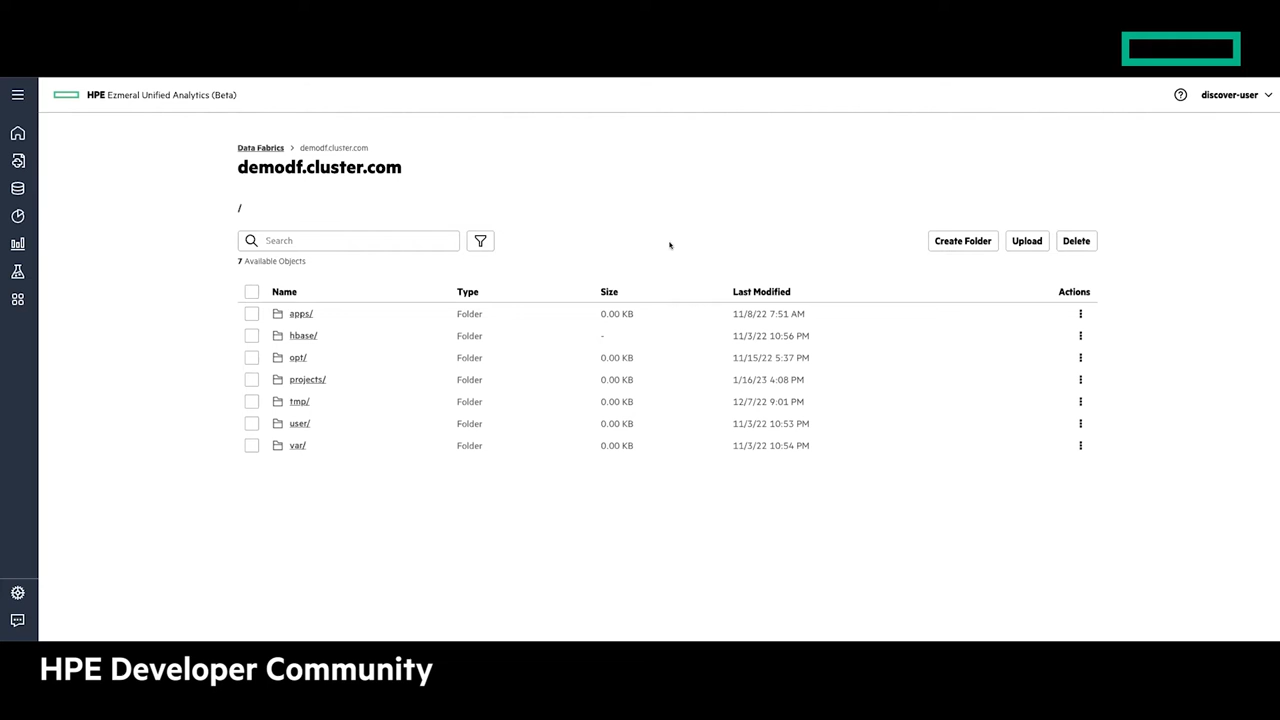 HPE Ezmeral Unified Analytics (Beta)
discover-user
Data Fabrics > demodf.cluster.com
demodf.cluster.com
/
Search
Create Folder Upload Delete
7 Available Objects
Name Type Size Last Modified Actions
apps/ Folder 0.00 KB 11/8/22 7:51 AM
hbase/ Folder - 11/3/22 10:56 PM
opt/ Folder 0.00 KB 11/15/22 5:37 PM
projects/ Folder 0.00 KB 1/16/23 4:08 PM
tmp/ Folder 0.00 KB 12/7/22 9:01 PM
user/ Folder 0.00 KB 11/3/22 10:53 PM
var/ Folder 0.00 KB 11/3/22 10:54 PM
HPE Developer Community